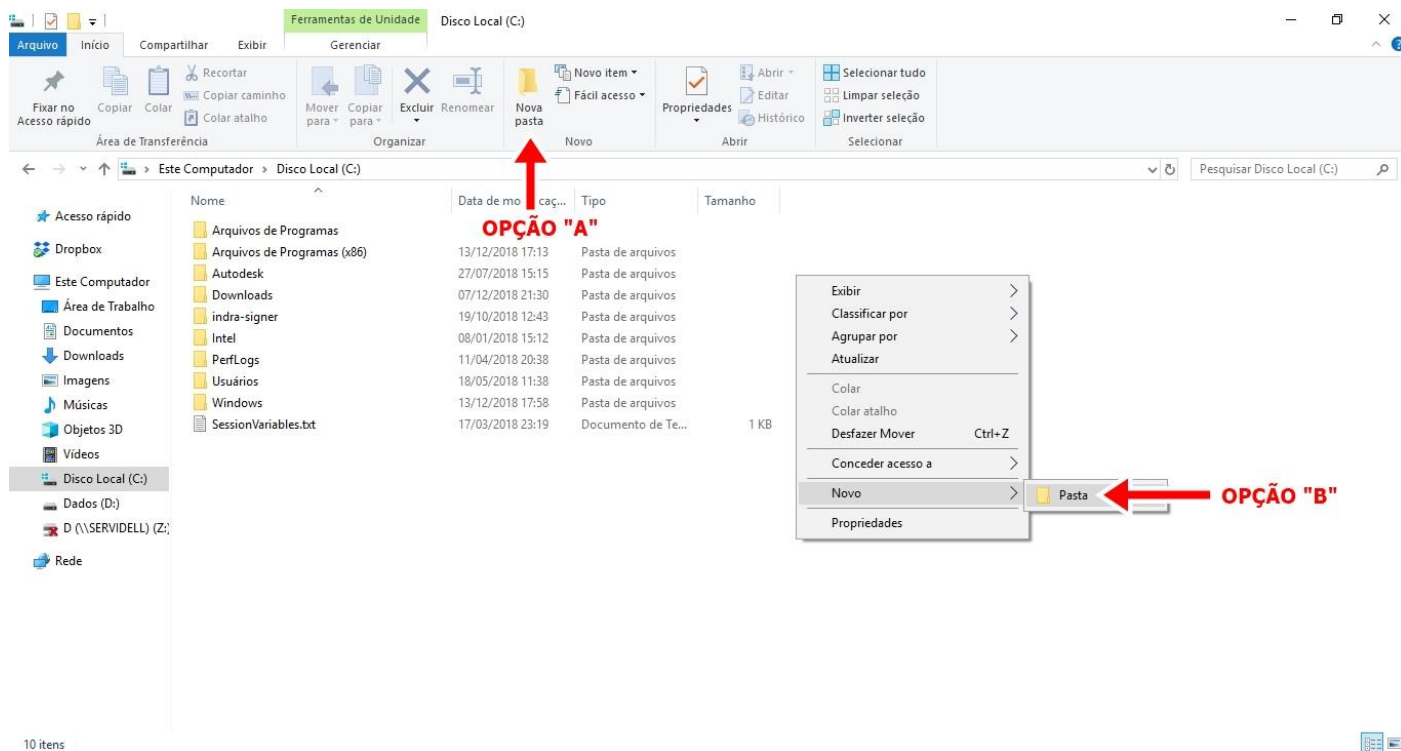 Ferramentas de Unidade Disco Local (C:)
Arquivo Início Compartilhar Exibir Gerenciar
Fixar no Acesso rápido
Copiar
Colar
Recortar
Copiar caminho
Colar atalho
Área de Transferência
Mover para
Copiar para
Excluir
Renomear
Organizar
Nova pasta
Novo item
Fácil acesso
Novo
Propriedades
Abrir
Editar
Histórico
Abrir
Selecionar tudo
Limpar seleção
Inverter seleção
Selecionar
Este Computador > Disco Local (C:)
Pesquisar Disco Local (C:)
Acesso rápido
Dropbox
Este Computador
Área de Trabalho
Documentos
Downloads
Imagens
Músicas
Objetos 3D
Vídeos
Disco Local (C:)
Dados (D:)
D (\\SERVIDELL) (Z:)
Rede
Nome Data de mo caç... Tipo Tamanho
OPÇÃO "A"
Arquivos de Programas
Arquivos de Programas (x86) 13/12/2018 17:13 Pasta de arquivos
Autodesk 27/07/2018 15:15 Pasta de arquivos
Downloads 07/12/2018 21:30 Pasta de arquivos
indra-signer 19/10/2018 12:43 Pasta de arquivos
Intel 08/01/2018 15:12 Pasta de arquivos
PerfLogs 11/04/2018 20:38 Pasta de arquivos
Usuários 18/05/2018 11:38 Pasta de arquivos
Windows 13/12/2018 17:58 Pasta de arquivos
SessionVariables.txt 17/03/2018 23:19 Documento de Te... 1 KB
Exibir
Classificar por
Agrupar por
Atualizar
Colar
Colar atalho
Desfazer Mover Ctrl+Z
Conceder acesso a
Novo
Propriedades
Pasta
OPÇÃO "B"
10 itens